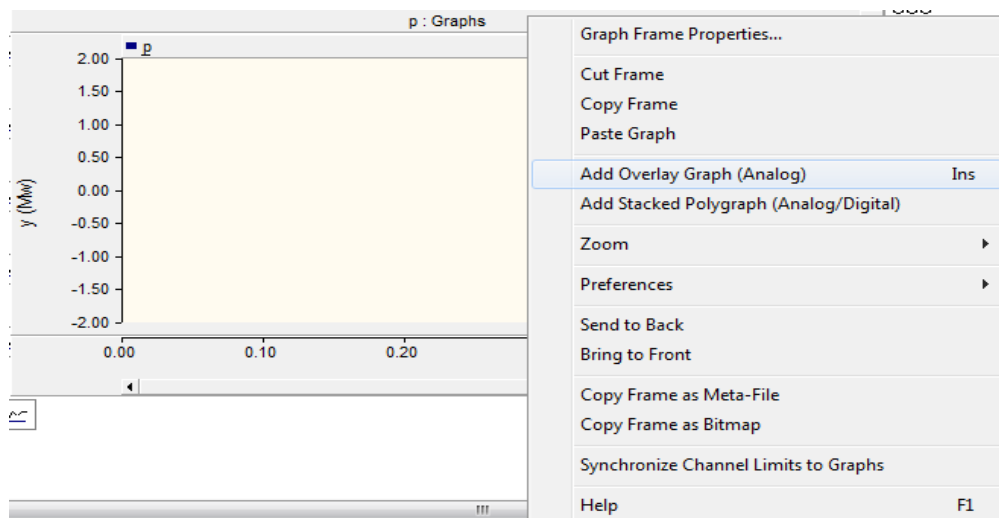 p : Graphs
p
2.00
1.50
1.00
0.50
0.00
-0.50
-1.00
-1.50
-2.00
y (Mw)
0.00 0.10 0.20
Graph Frame Properties...
Cut Frame
Copy Frame
Paste Graph
Add Overlay Graph (Analog) Ins
Add Stacked Polygraph (Analog/Digital)
Zoom
Preferences
Send to Back
Bring to Front
Copy Frame as Meta-File
Copy Frame as Bitmap
Synchronize Channel Limits to Graphs
Help F1